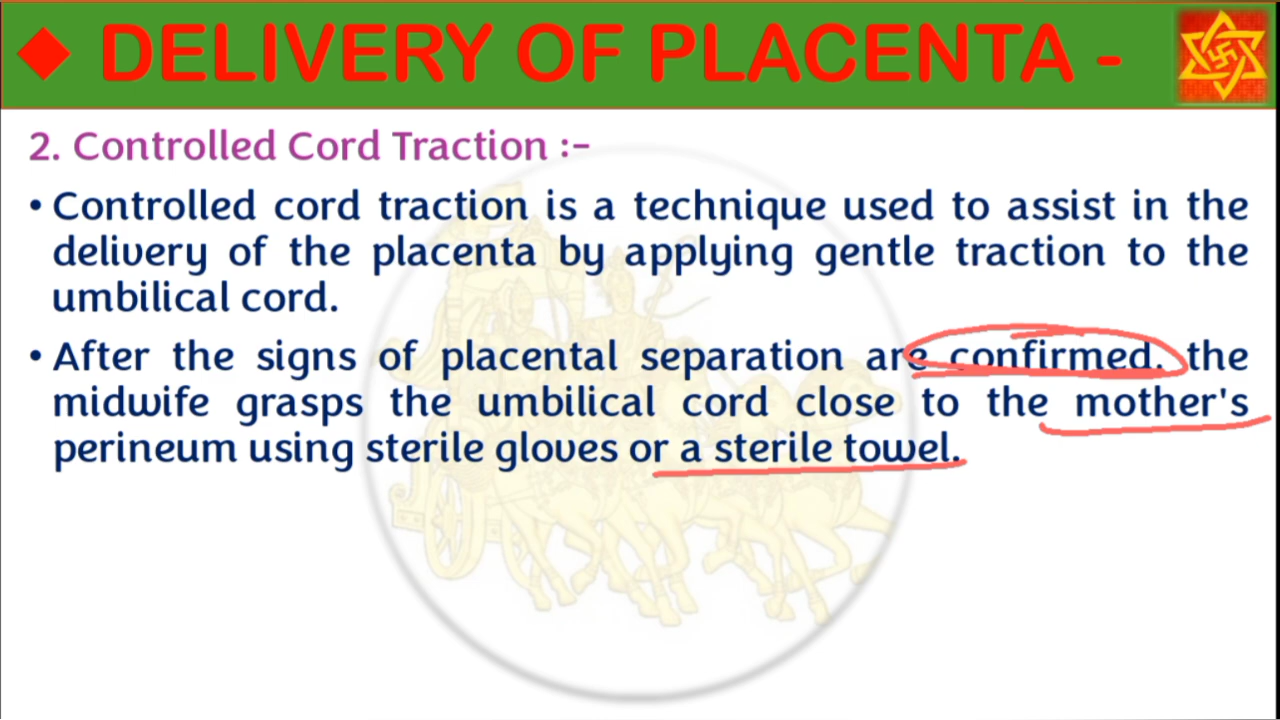 ◆ DELIVERY OF PLACENTA -
2. Controlled Cord Traction :-
• Controlled cord traction is a technique used to assist in the
delivery of the placenta by applying gentle traction to the
umbilical cord.
• After the signs of placental separation are confirmed, the
midwife grasps the umbilical cord close to the mother's
perineum using sterile gloves or a sterile towel.